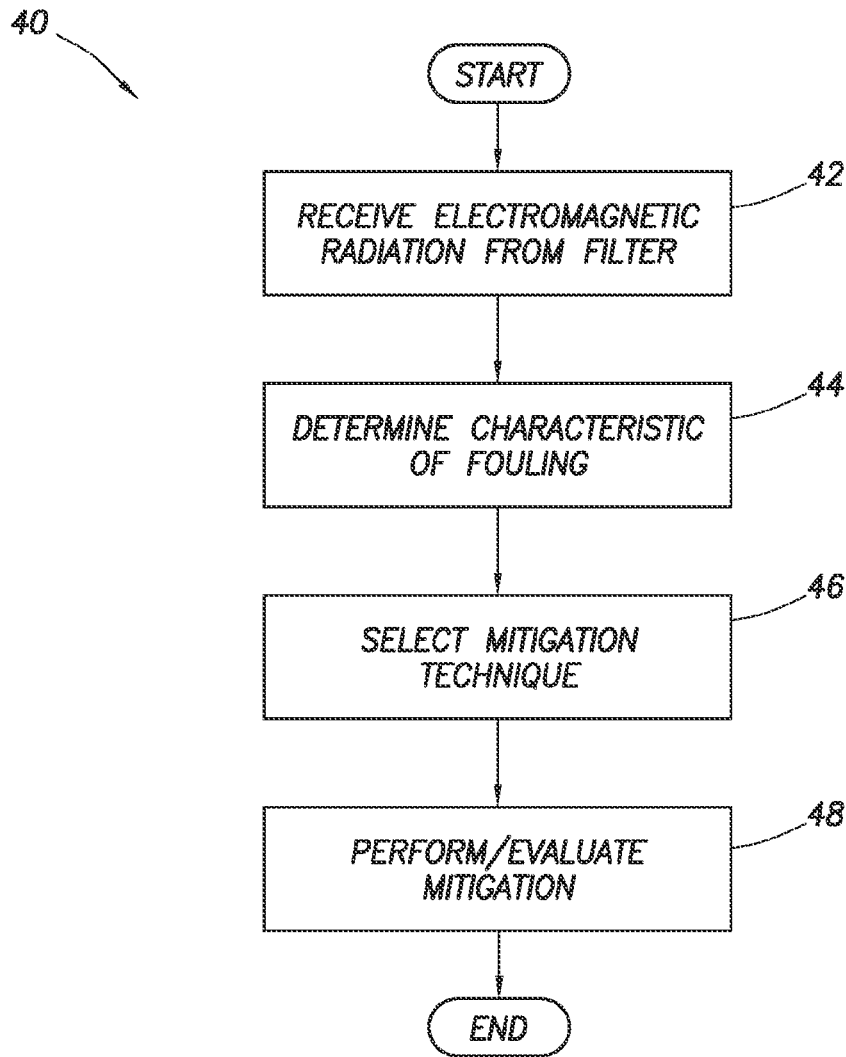 40
START
42
RECEIVE ELECTROMAGNETIC
RADIATION FROM FILTER
44
DETERMINE CHARACTERISTIC
OF FOULING
46
SELECT MITIGATION
TECHNIQUE
48
PERFORM/EVALUATE
MITIGATION
END